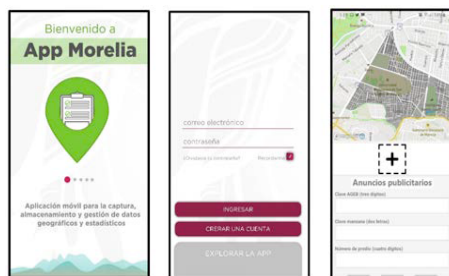 Bienvenido a
App Morelia
Aplicación móvil para la captura,
almacenamiento y gestión de datos
geográficos y estadísticos
correo electrónico
contraseña
¿Olvidaste tu contraseña?
INGRESAR
CRERAR UNA CUENTA
EXPLORAR LA APP
Anuncios publicitarios
Clave AGEB (tres dígitos)
Clave manzana (dos letras)
Número de predio (cuatro dígitos)